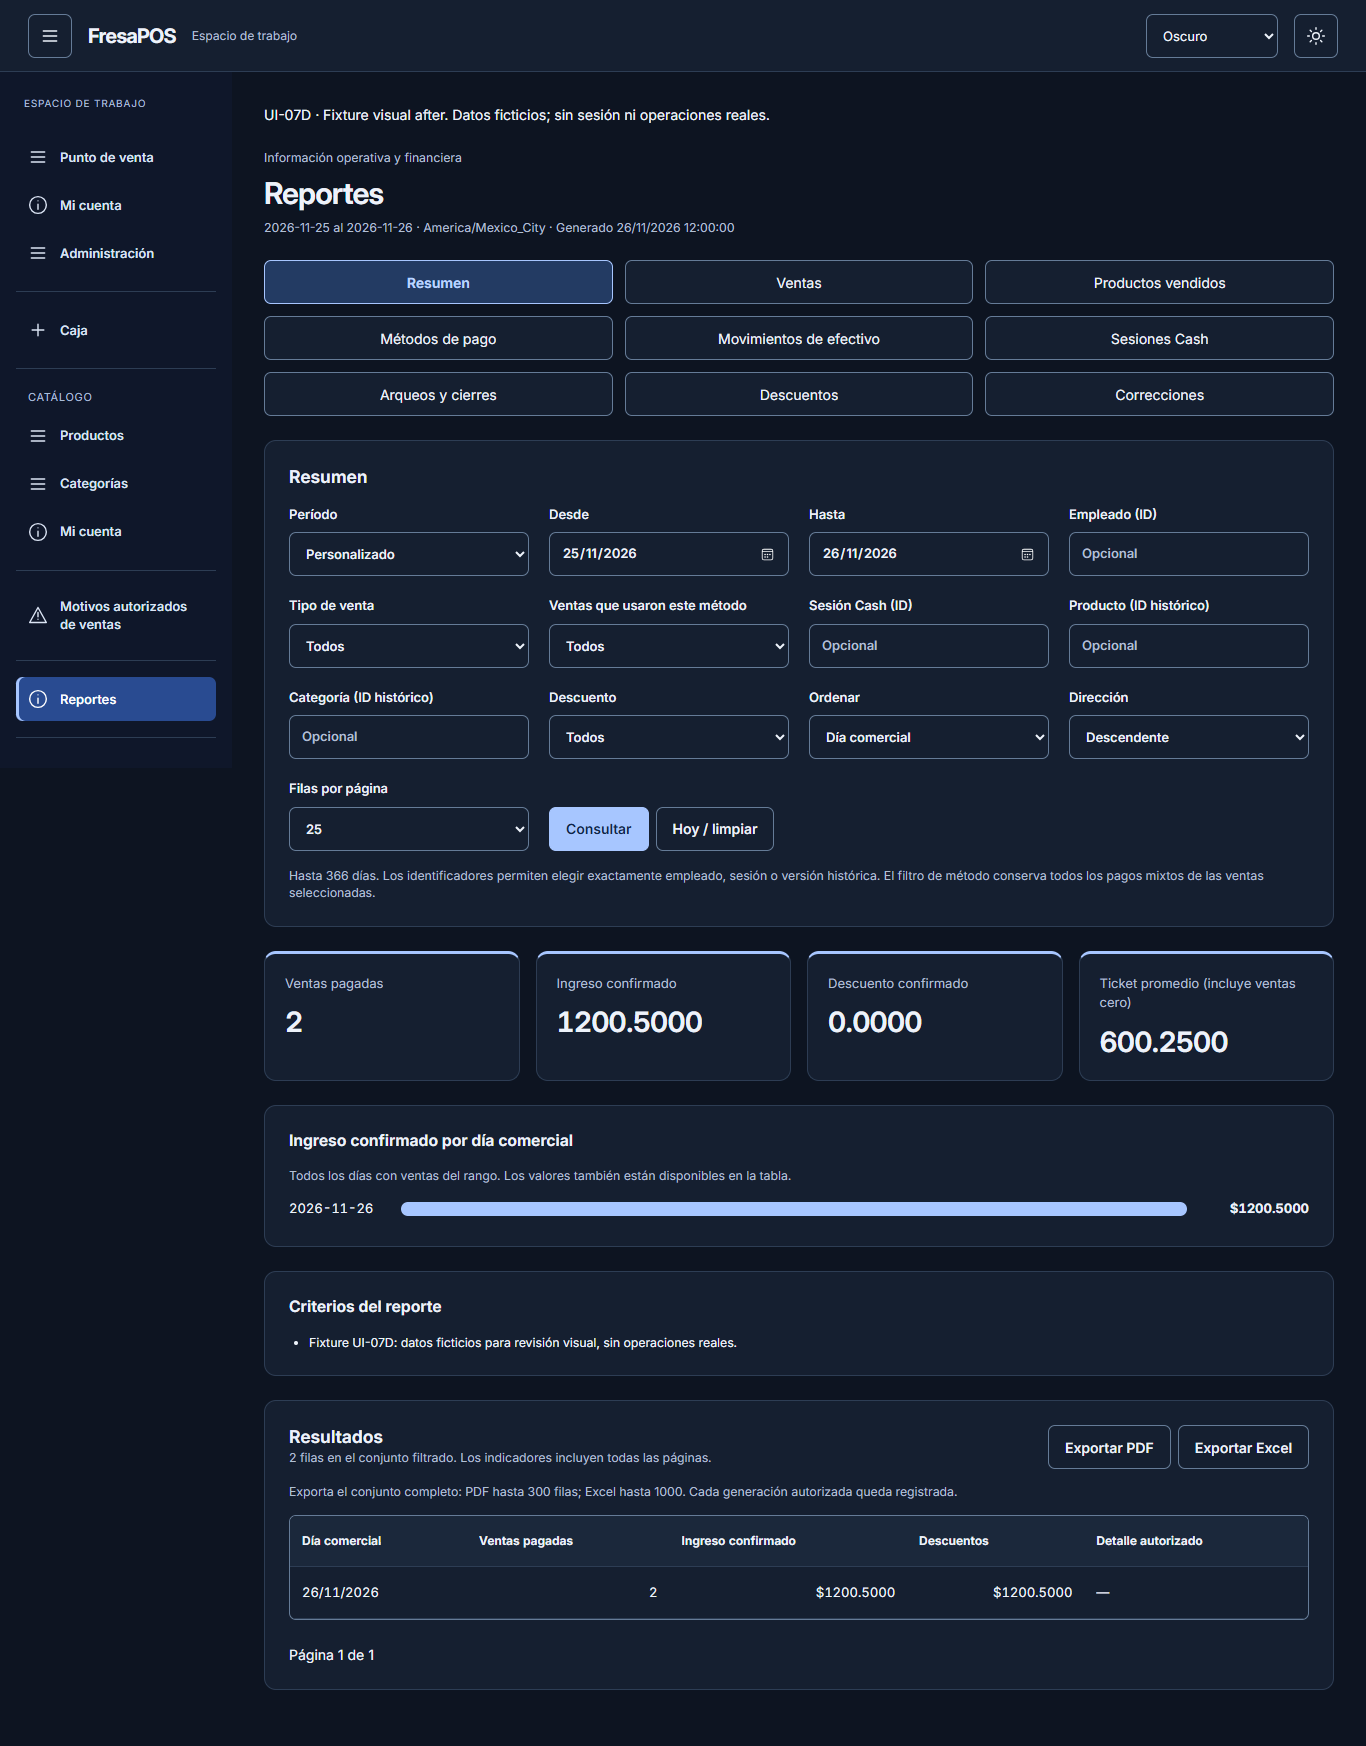 FresaPOS
Espacio de trabajo
Oscuro
ESPACIO DE TRABAJO
Punto de venta
Mi cuenta
Administración
Caja
CATÁLOGO
Productos
Categorías
Mi cuenta
Motivos autorizados
de ventas
Reportes
UI-07D · Fixture visual after. Datos ficticios; sin sesión ni operaciones reales.
Información operativa y financiera
Reportes
2026-11-25 al 2026-11-26 · America/Mexico_City · Generado 26/11/2026 12:00:00
Resumen
Ventas
Productos vendidos
Métodos de pago
Movimientos de efectivo
Sesiones Cash
Arqueos y cierres
Descuentos
Correcciones
Resumen
Período
Desde
Hasta
Empleado (ID)
Personalizado
25/11/2026
26/11/2026
Opcional
Tipo de venta
Ventas que usaron este método
Sesión Cash (ID)
Producto (ID histórico)
Todos
Todos
Opcional
Opcional
Categoría (ID histórico)
Descuento
Ordenar
Dirección
Opcional
Todos
Día comercial
Descendente
Filas por página
25
Consultar
Hoy / limpiar
Hasta 366 días. Los identificadores permiten elegir exactamente empleado, sesión o versión histórica. El filtro de método conserva todos los pagos mixtos de las ventas
seleccionadas.
Ventas pagadas
2
Ingreso confirmado
1200.5000
Descuento confirmado
0.0000
Ticket promedio (incluye ventas
cero)
600.2500
Ingreso confirmado por día comercial
Todos los días con ventas del rango. Los valores también están disponibles en la tabla.
2026-11-26
$1200.5000
Criterios del reporte
• Fixture UI-07D: datos ficticios para revisión visual, sin operaciones reales.
Resultados
2 filas en el conjunto filtrado. Los indicadores incluyen todas las páginas.
Exportar PDF
Exportar Excel
Exporta el conjunto completo: PDF hasta 300 filas; Excel hasta 1000. Cada generación autorizada queda registrada.
Día comercial
Ventas pagadas
Ingreso confirmado
Descuentos
Detalle autorizado
26/11/2026
2
$1200.5000
$1200.5000
—
Página 1 de 1